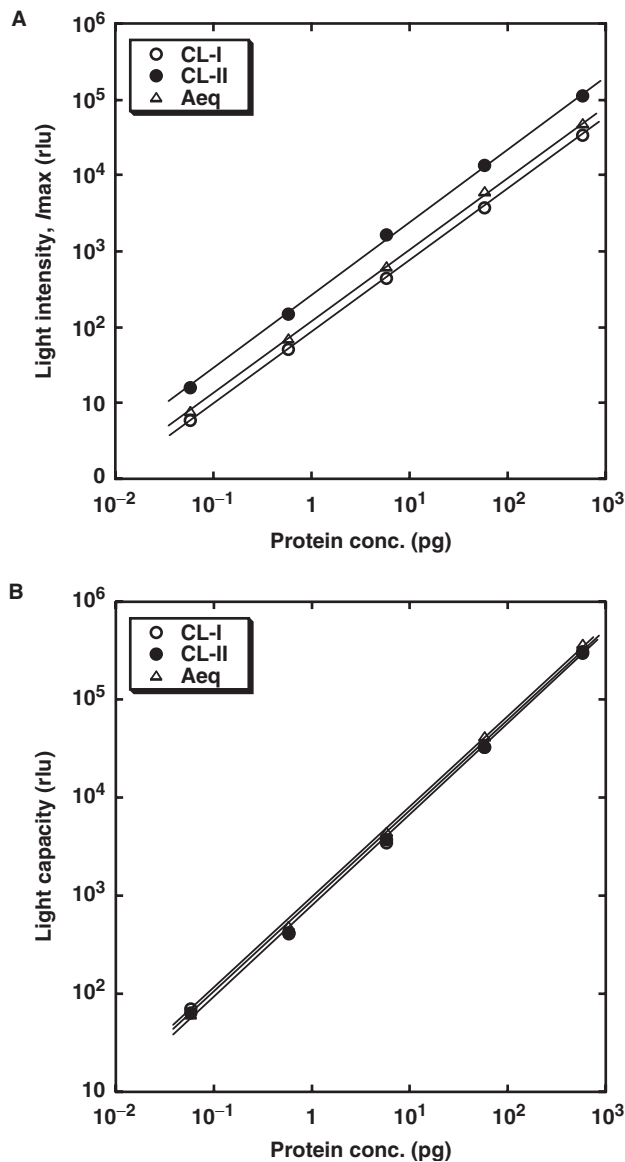 A
10⁶
CL-I
CL-II
Aeq
10⁵
10⁴
10³
10²
10
0
Light intensity, Imax (rlu)
10⁻² 10⁻¹ 1 10¹ 10² 10³
Protein conc. (pg)
B
10⁶
CL-I
CL-II
Aeq
10⁵
10⁴
10³
10²
10
Light capacity (rlu)
10⁻² 10⁻¹ 1 10¹ 10² 10³
Protein conc. (pg)